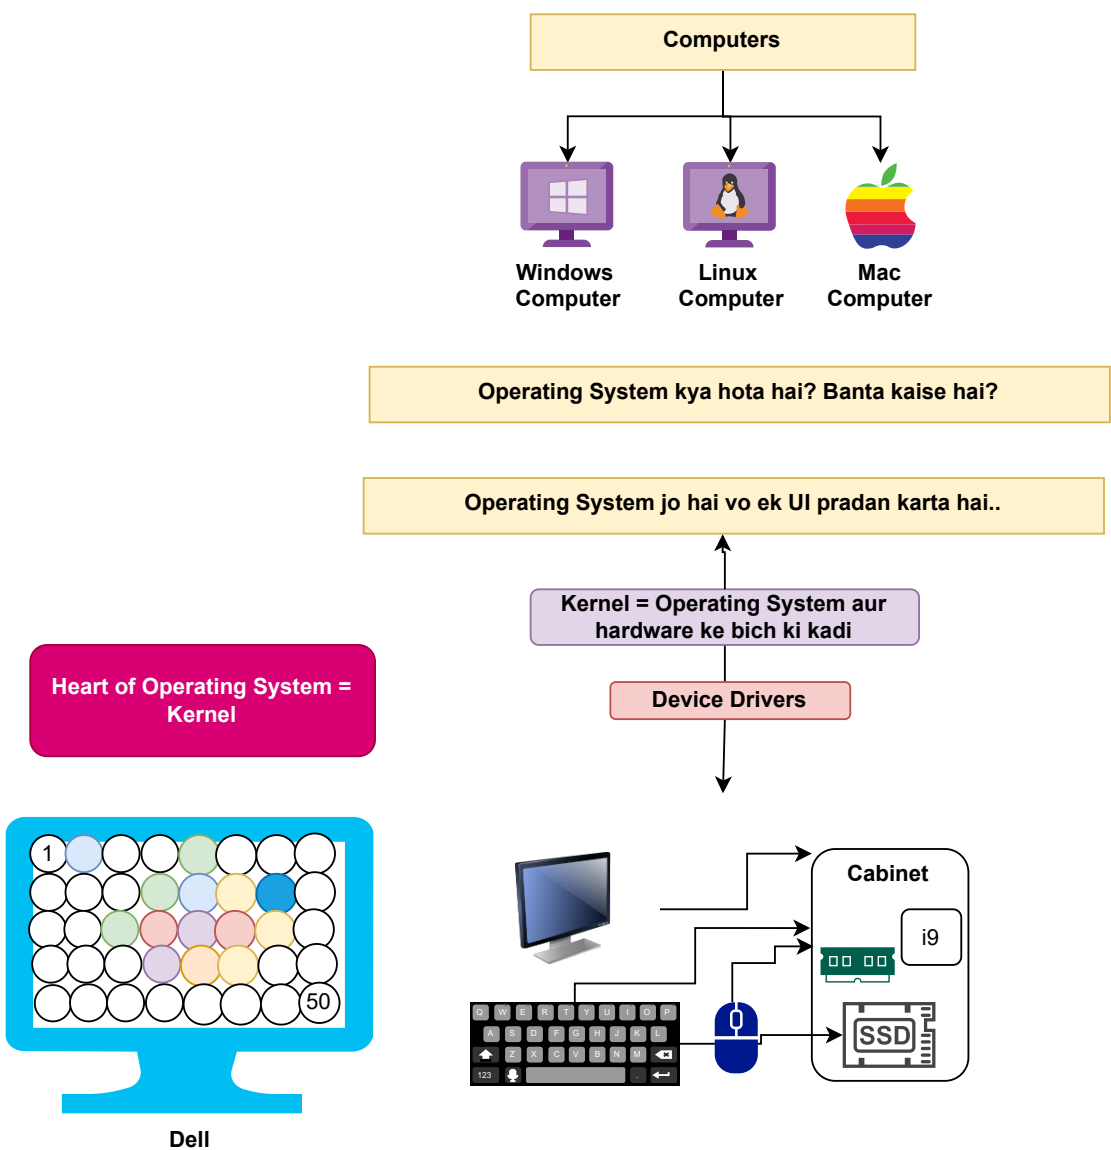 Computers
Windows
Computer
Linux
Computer
Mac
Computer
Operating System kya hota hai? Banta kaise hai?
Operating System jo hai vo ek UI pradan karta hai..
Kernel = Operating System aur
hardware ke bich ki kadi
Heart of Operating System =
Kernel
Device Drivers
1
50
Dell
Cabinet
i9
SSD
Q W E R T Y U I O P
A S D F G H J K L
Z X C V B N M
123 .